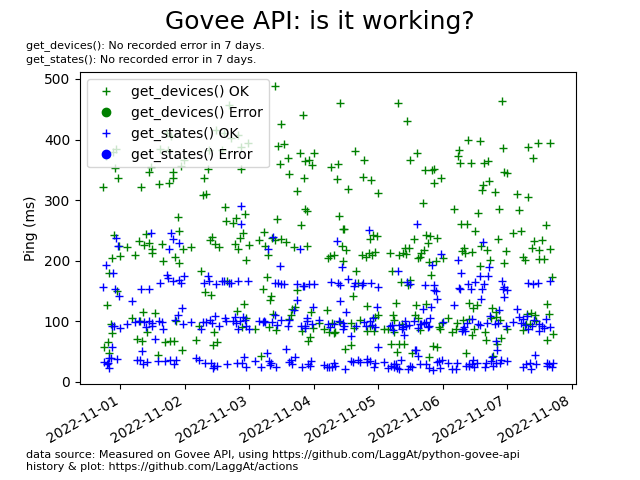 Govee API: is it working?
get_devices(): No recorded error in 7 days.
get_states(): No recorded error in 7 days.
500
400
300
200
100
0
Ping (ms)
get_devices() OK
get_devices() Error
get_states() OK
get_states() Error
2022-11-01
2022-11-02
2022-11-03
2022-11-04
2022-11-05
2022-11-06
2022-11-07
2022-11-08
data source: Measured on Govee API, using https://github.com/LaggAt/python-govee-api
history & plot: https://github.com/LaggAt/actions